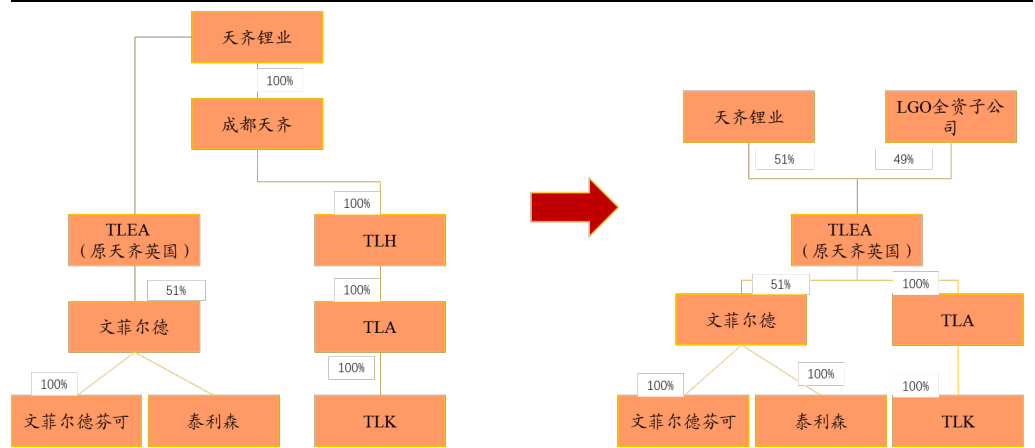 天齐锂业
100%
成都天齐
100%
TLEA
（原天齐英国）
TLH
51%
100%
文菲尔德
TLA
100%
100%
文菲尔德芬可
泰利森
TLK
天齐锂业
LGO全资子公
司
51%
49%
TLEA
（原天齐英国）
51%
100%
文菲尔德
TLA
100%
100%
100%
文菲尔德芬可
泰利森
TLK